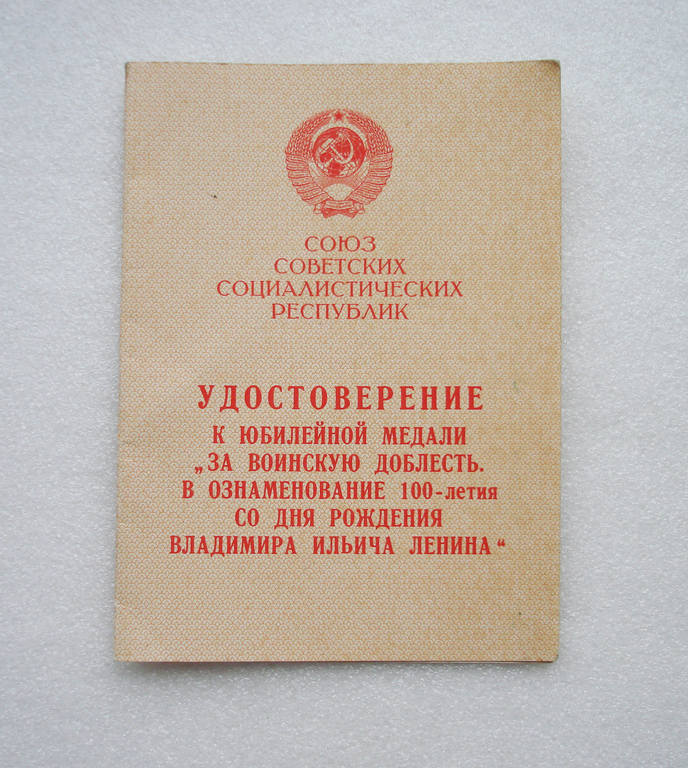 СОЮЗ
СОВЕТСКИХ
СОЦИАЛИСТИЧЕСКИХ
РЕСПУБЛИК
УДОСТОВЕРЕНИЕ
К ЮБИЛЕЙНОЙ МЕДАЛИ
„ЗА ВОИНСКУЮ ДОБЛЕСТЬ.
В ОЗНАМЕНОВАНИЕ 100-летия
СО ДНЯ РОЖДЕНИЯ
ВЛАДИМИРА ИЛЬИЧА ЛЕНИНА“